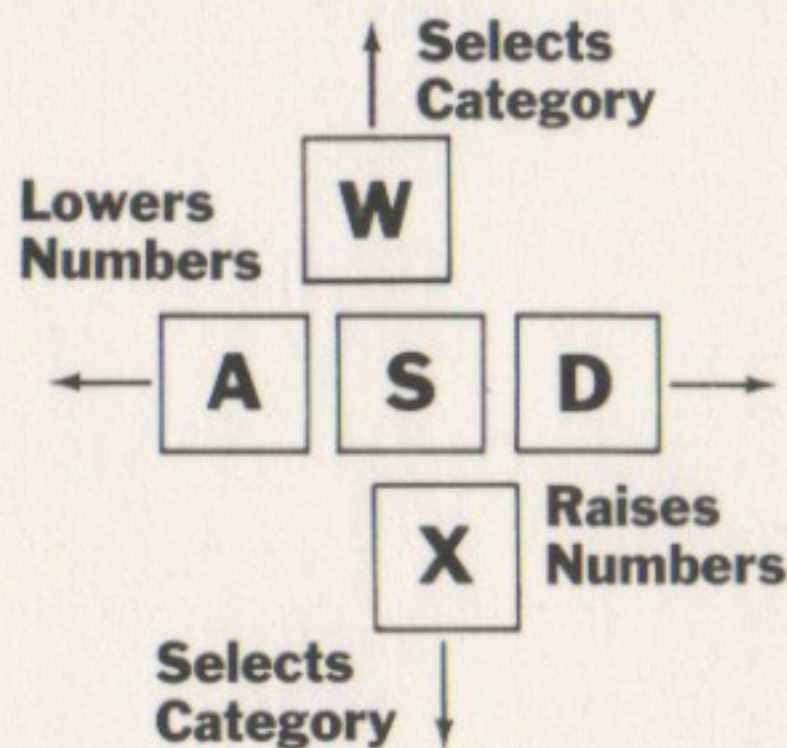 Selects
Category
W
Lowers
Numbers
A S D
X
Raises
Numbers
Selects
Category